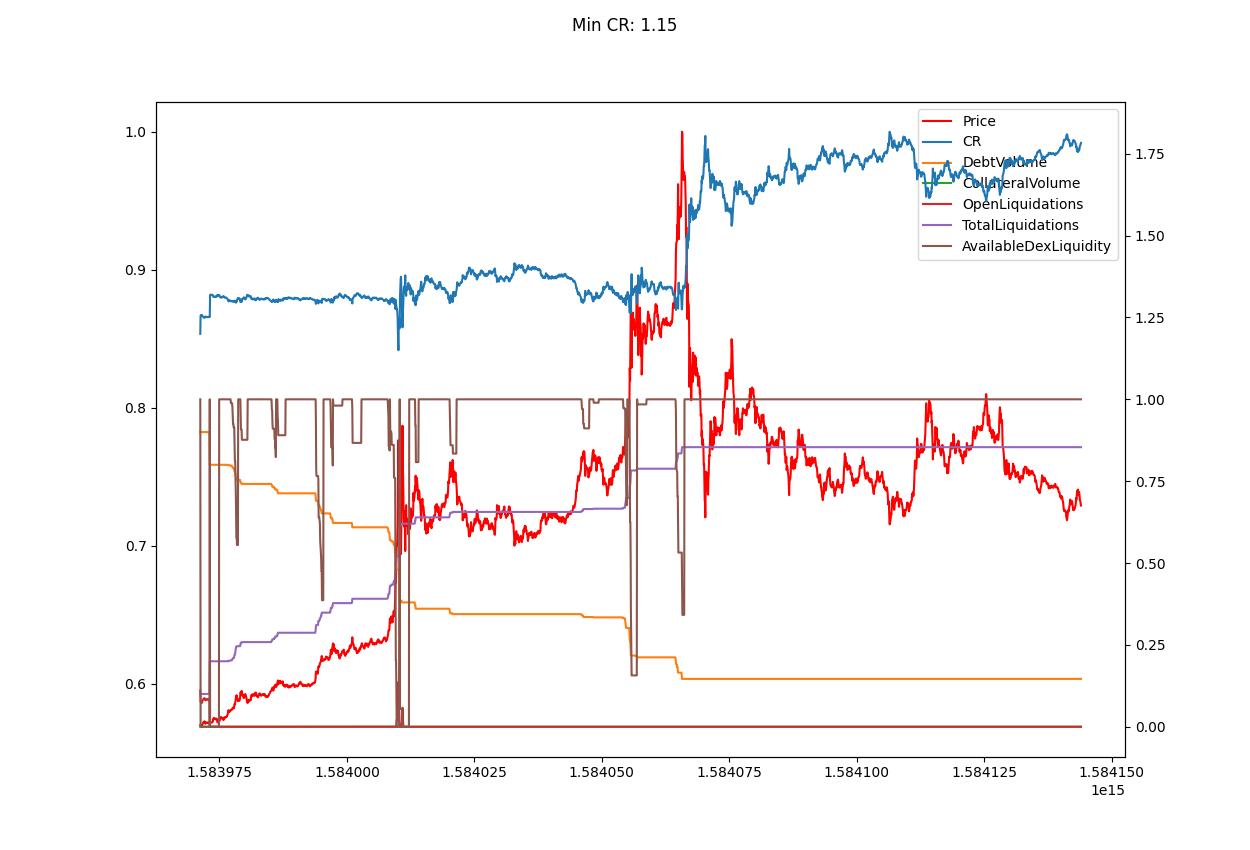 Min CR: 1.15
1.0
0.9
0.8
0.7
0.6
1.75
1.50
1.25
1.00
0.75
0.50
0.25
0.00
Price
CR
DebtVolume
CollateralVolume
OpenLiquidations
TotalLiquidations
AvailableDexLiquidity
1.583975 1.584000 1.584025 1.584050 1.584075 1.584100 1.584125 1.584150
1e15